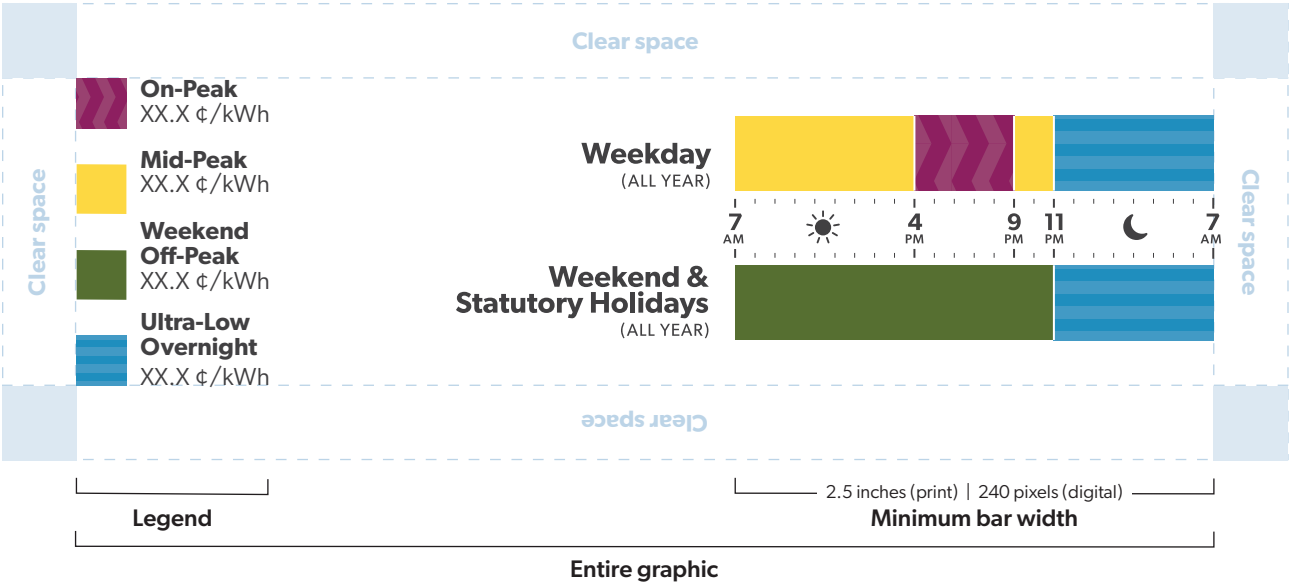 Clear space
Clear space
On-Peak
XX.X ¢/kWh
Mid-Peak
XX.X ¢/kWh
Weekend
Off-Peak
XX.X ¢/kWh
Ultra-Low
Overnight
XX.X ¢/kWh
Weekday
(ALL YEAR)
7 AM
4 PM
9 PM
11 PM
7 AM
Weekend &
Statutory Holidays
(ALL YEAR)
Clear space
Clear space
2.5 inches (print) | 240 pixels (digital)
Legend
Minimum bar width
Entire graphic